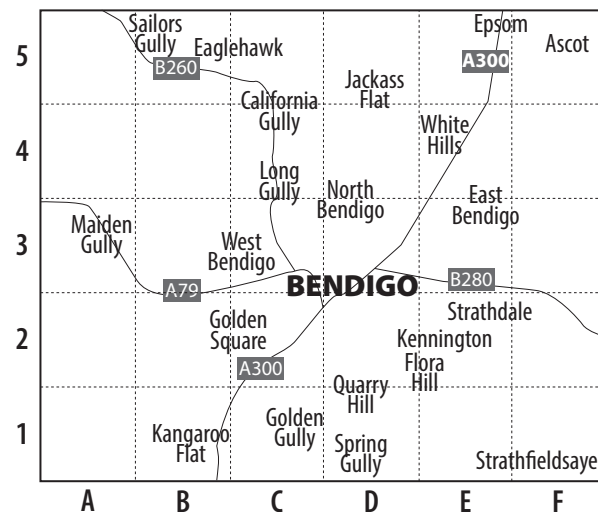 Sailors
Gully
Eaglehawk
Epsom
Ascot
5
B260
A300
Jackass
Flat
California
Gully
White
Hills
4
Long
Gully
North
Bendigo
East
Bendigo
Maiden
Gully
West
Bendigo
3
BENDIGO
B280
A79
Strathdale
Golden
Square
Kennington
2
Flora
Hill
A300
Quarry
Hill
Golden
Gully
Kangaroo
Flat
1
Spring
Gully
Strathfieldsaye
A B C D E F